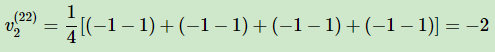 v_2^{(22)} = \frac{1}{4}[(-1-1)+(-1-1)+(-1-1)+(-1-1)] = -2